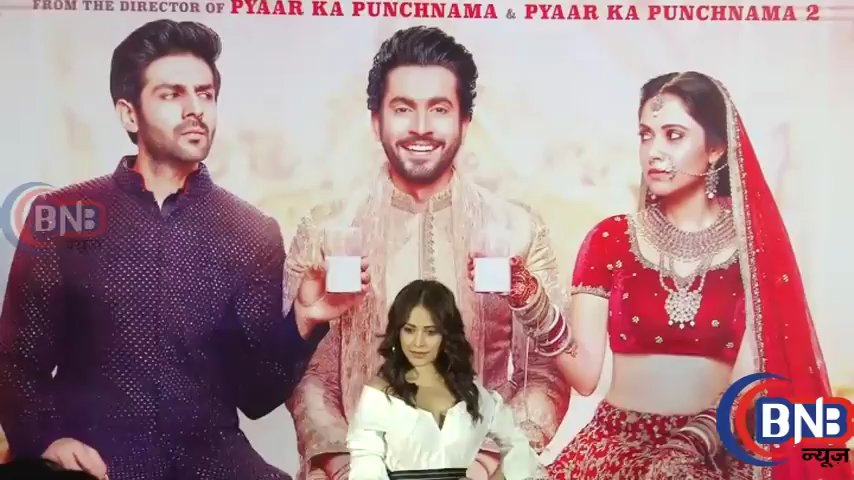 FROM THE DIRECTOR OF PYAAR KA PUNCHNAMA & PYAAR KA PUNCHNAMA 2
BNB
न्यूज़
BNB
न्यूज़